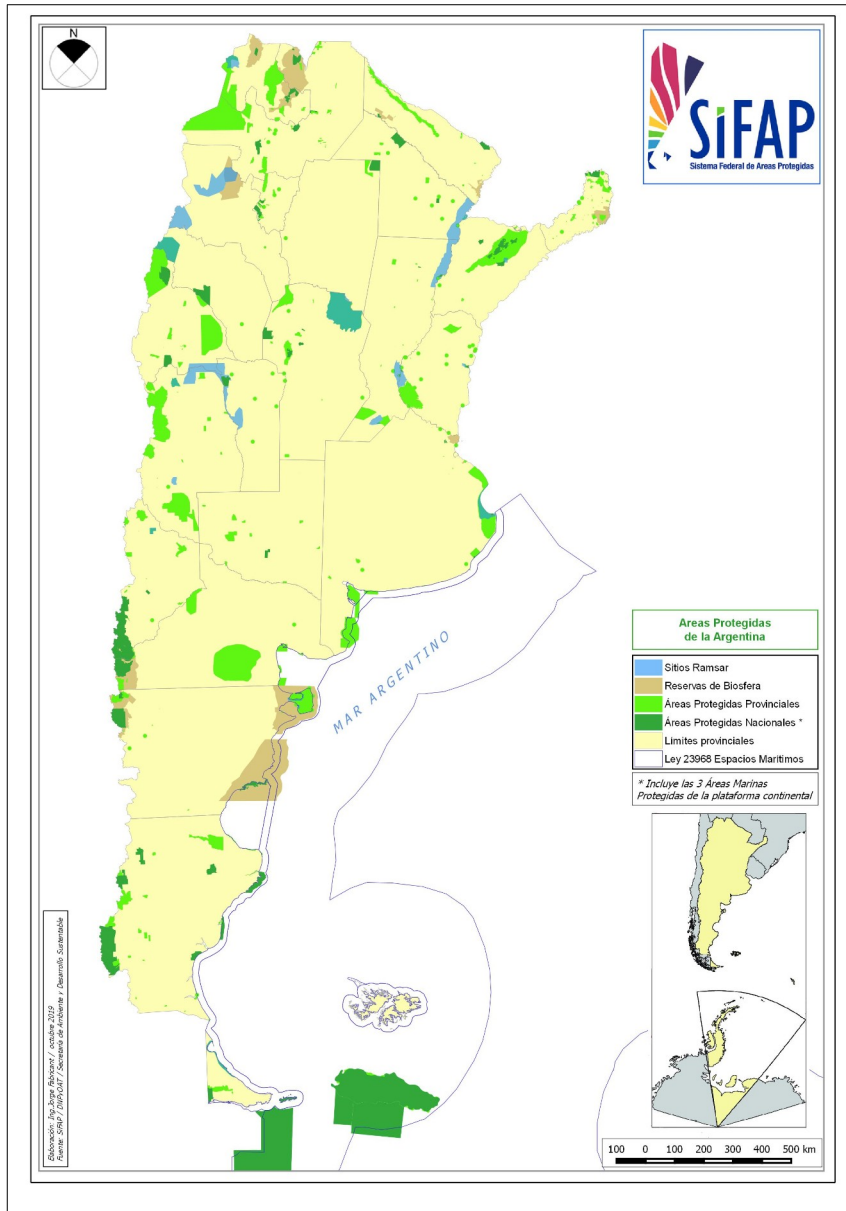 N
SiFAP
Sistema Federal de Areas Protegidas
MAR ARGENTINO
Areas Protegidas
de la Argentina
Sitios Ramsar
Reservas de Biosfera
Áreas Protegidas Provinciales
Áreas Protegidas Nacionales *
Limites provinciales
Ley 23968 Espacios Marítimos
* Incluye las 3 Áreas Marinas
Protegidas de la plataforma continental
Elaboración: Ing.Jorge Fabricant / octubre 2019
Fuente: SIFAP / DNPyOAT / Secretaría de Ambiente y Desarrollo Sustentable
100 0 100 200 300 400 500 km